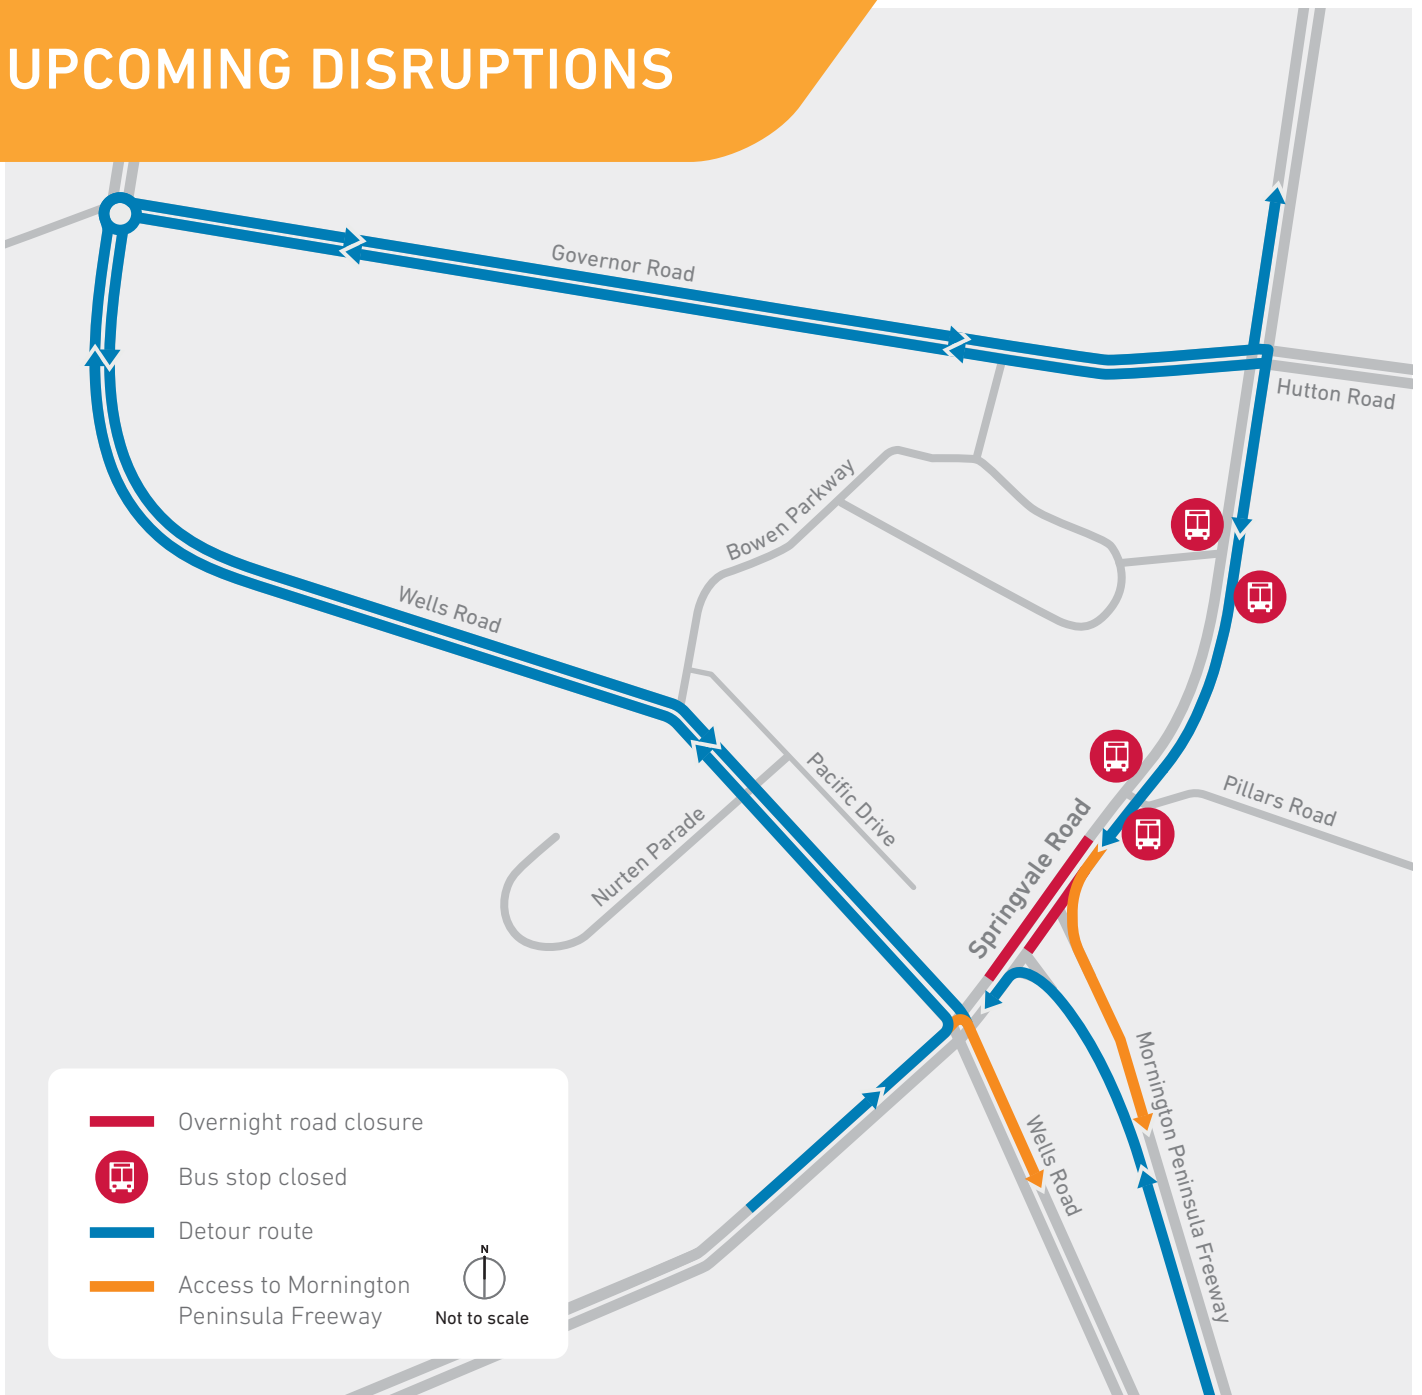 UPCOMING DISRUPTIONS
Governor Road
Hutton Road
Bowen Parkway
Wells Road
Pacific Drive
Pillars Road
Nurten Parade
Springvale Road
Mornington Peninsula Freeway
Wells Road
Overnight road closure
Bus stop closed
Detour route
Access to Mornington
Peninsula Freeway
N
Not to scale